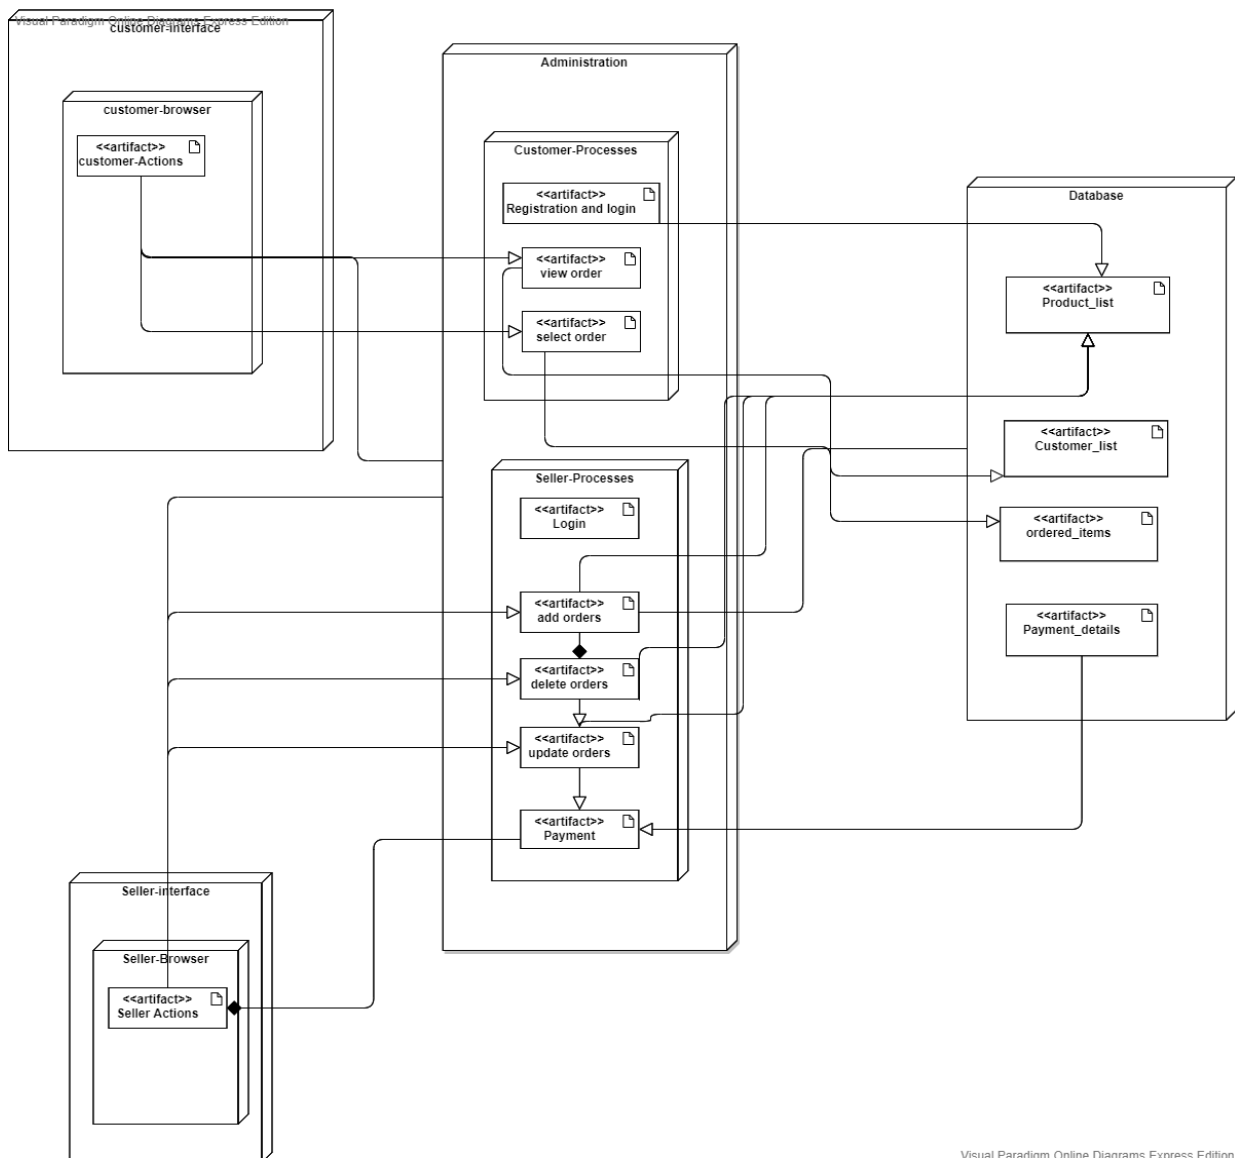 Visual Paradigm Online Diagrams Express Edition
customer-interface
customer-browser
<<artifact>>
customer-Actions
Administration
Customer-Processes
<<artifact>>
Registration and login
<<artifact>>
view order
<<artifact>>
select order
Seller-Processes
<<artifact>>
Login
<<artifact>>
add orders
<<artifact>>
delete orders
<<artifact>>
update orders
<<artifact>>
Payment
Database
<<artifact>>
Product_list
<<artifact>>
Customer_list
<<artifact>>
ordered_items
<<artifact>>
Payment_details
Seller-interface
Seller-Browser
<<artifact>>
Seller Actions
Visual Paradigm Online Diagrams Express Edition